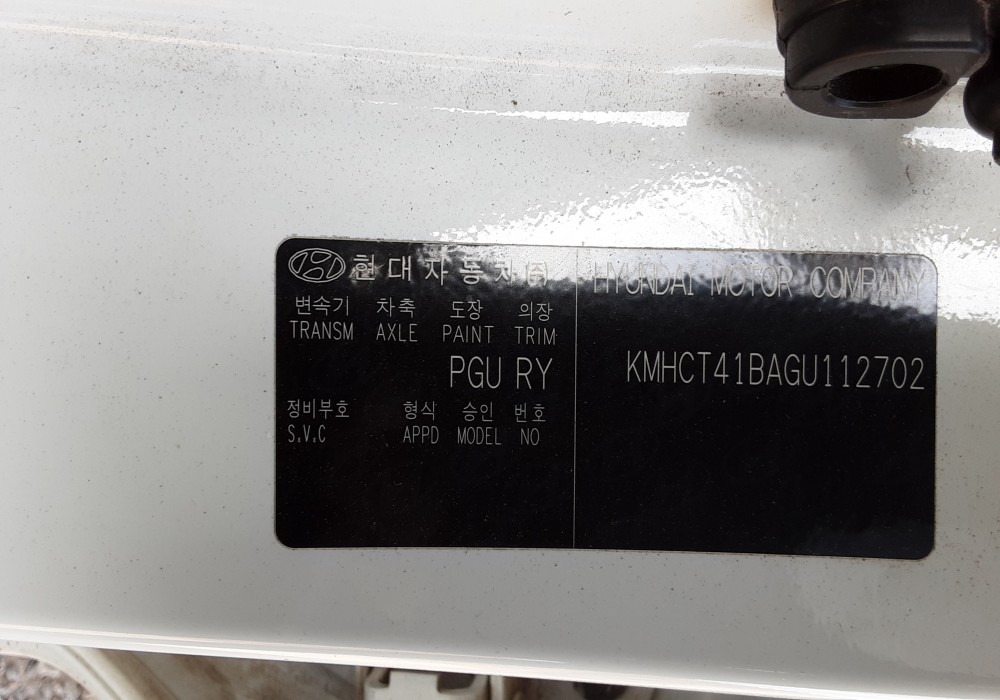 현대자동차㈜ HYUNDAI MOTOR COMPANY
변속기 차축 도장 의장
TRANSM AXLE PAINT TRIM
PGU RY
KMHCT41BAGU112702
정비부호 형식 승인 번호
S.V.C APPD MODEL NO